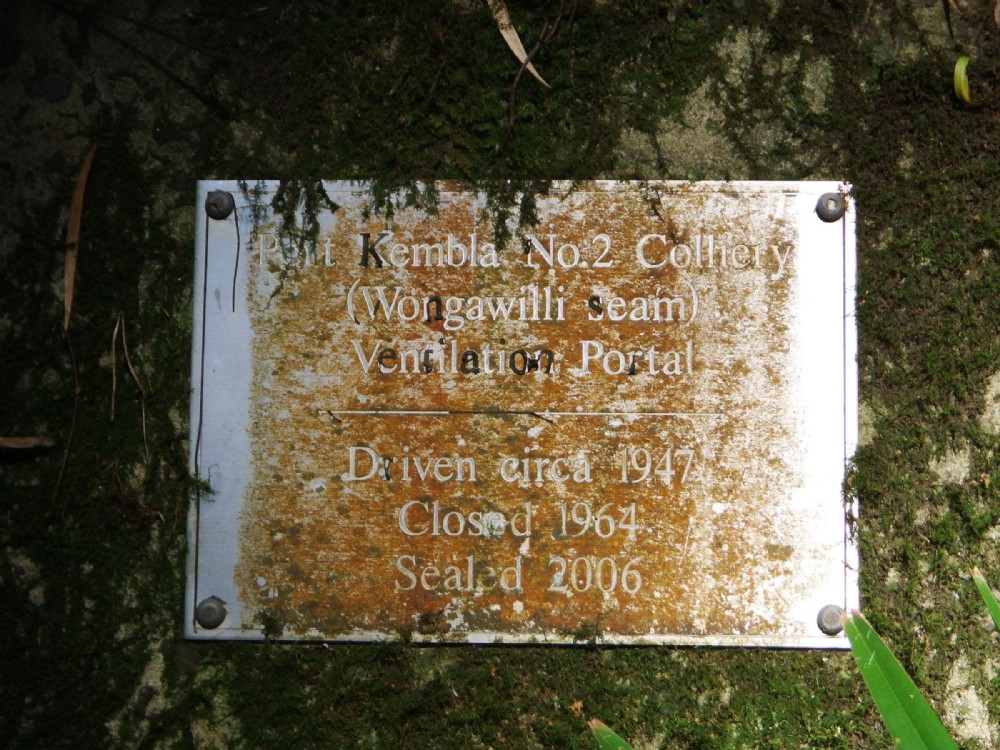 Port Kembla No.2 Colliery
(Wongawilli seam)
Ventilation Portal
Driven circa 1947
Closed 1964
Sealed 2006